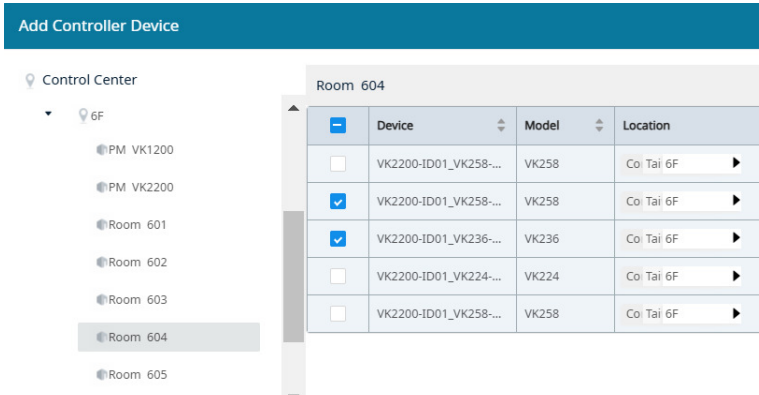 Add Controller Device
Control Center
6F
PM VK1200
PM VK2200
Room 601
Room 602
Room 603
Room 604
Room 605
Room 604
Device Model Location
VK2200-ID01_VK258-... VK258 Co Tai 6F
VK2200-ID01_VK258-... VK258 Co Tai 6F
VK2200-ID01_VK236-... VK236 Co Tai 6F
VK2200-ID01_VK224-... VK224 Co Tai 6F
VK2200-ID01_VK258-... VK258 Co Tai 6F